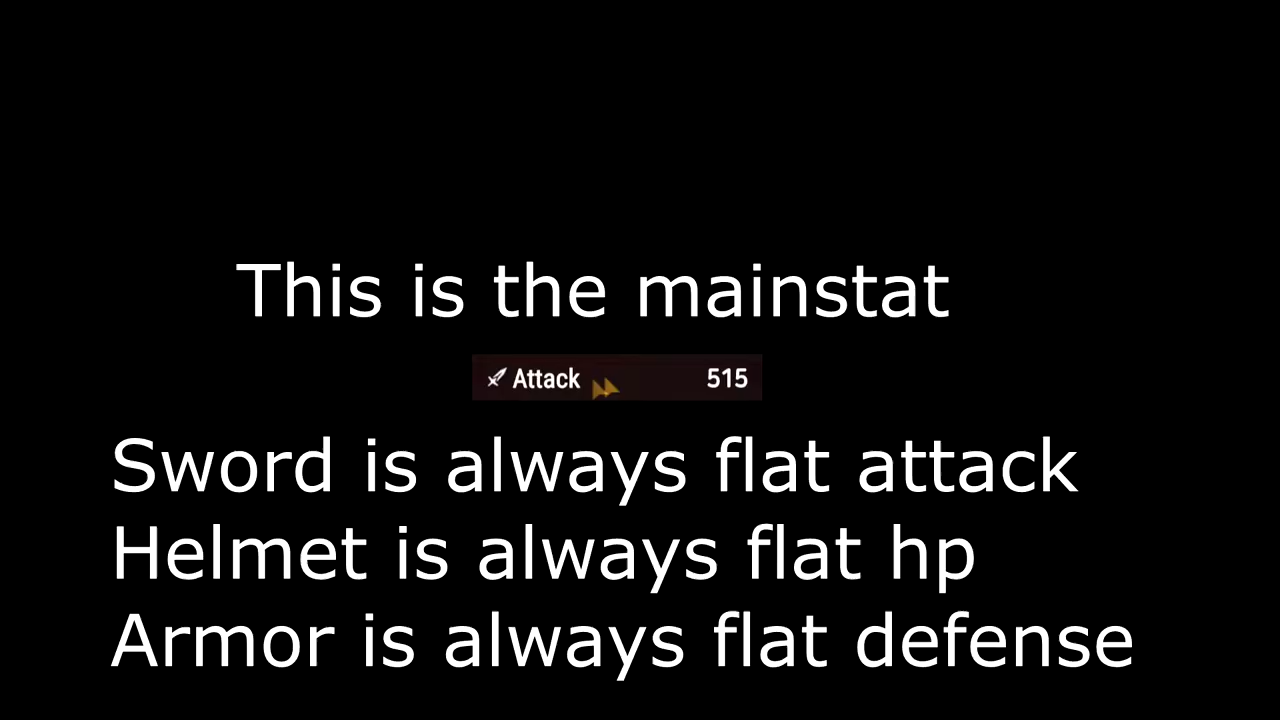 This is the mainstat
Attack 515
Sword is always flat attack
Helmet is always flat hp
Armor is always flat defense